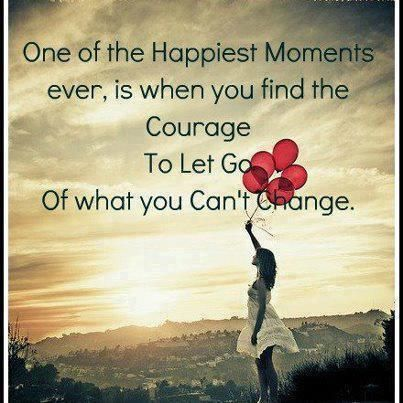 One of the Happiest Moments
ever, is when you find the
Courage
To Let Go
Of what you Can't Change.